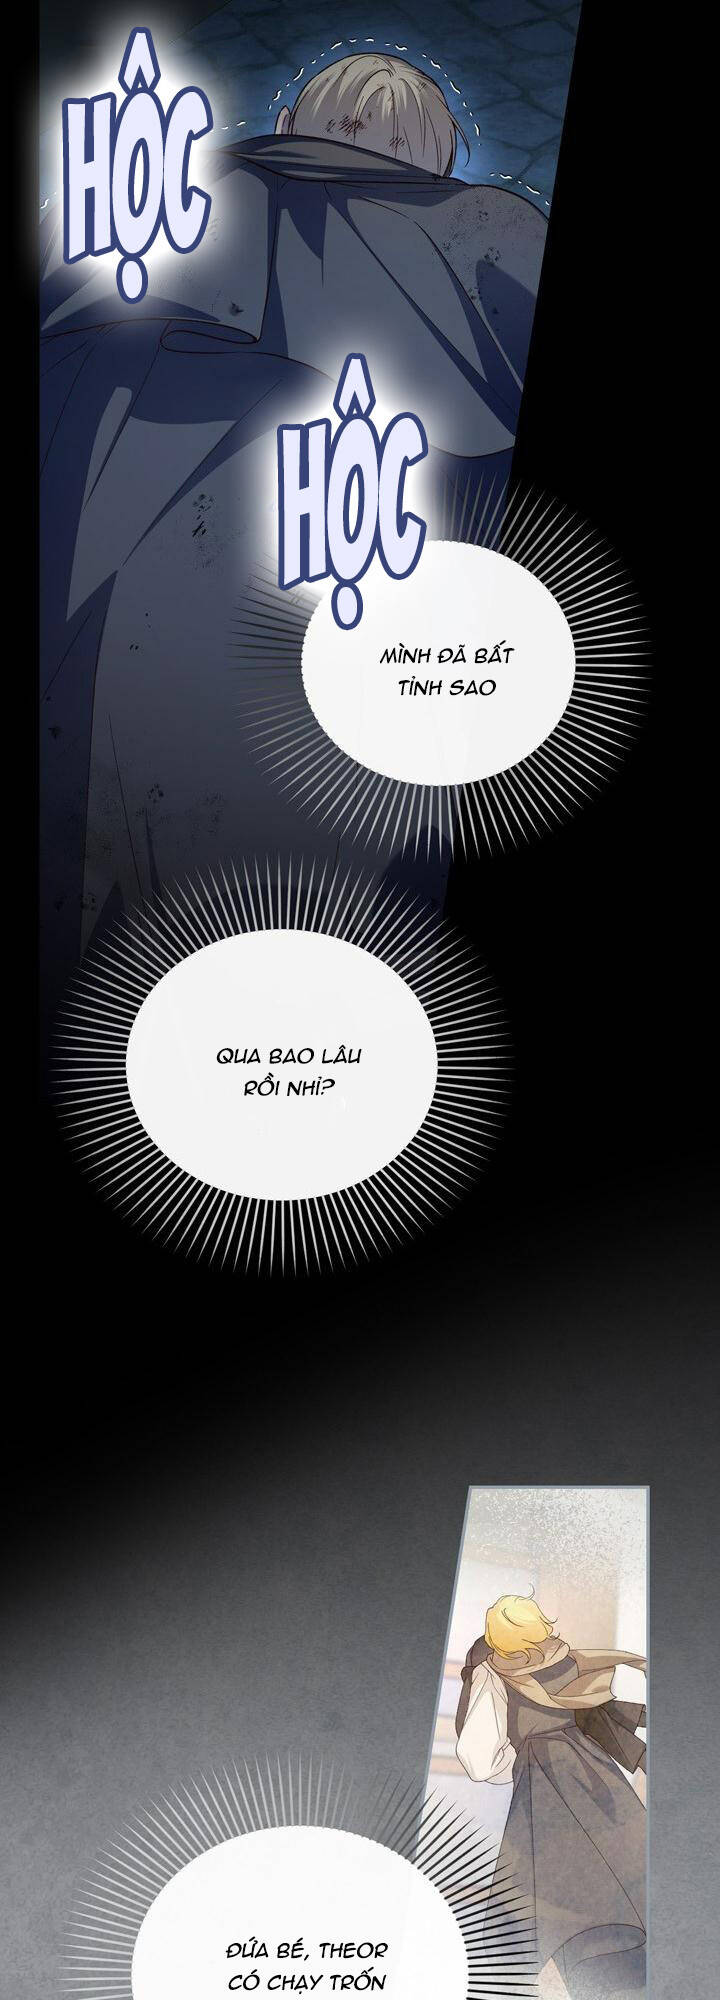 HỘC
HỘC
MÌNH ĐÃ BẤT
TỈNH SAO
QUA BAO LÂU
RỒI NHỈ?
ĐỨA BÉ, THEOR
CÓ CHẠY TRỐN